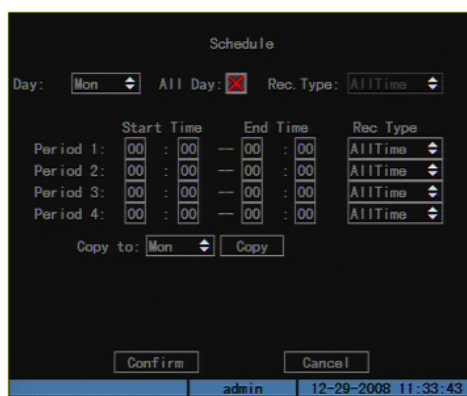 Schedule
Day: Mon All Day: Rec.Type: AllTime
Start Time End Time Rec Type
Period 1: 00 : 00 -- 00 : 00 AllTime
Period 2: 00 : 00 -- 00 : 00 AllTime
Period 3: 00 : 00 -- 00 : 00 AllTime
Period 4: 00 : 00 -- 00 : 00 AllTime
Copy to: Mon Copy
Confirm Cancel
admin 12-29-2008 11:33:43